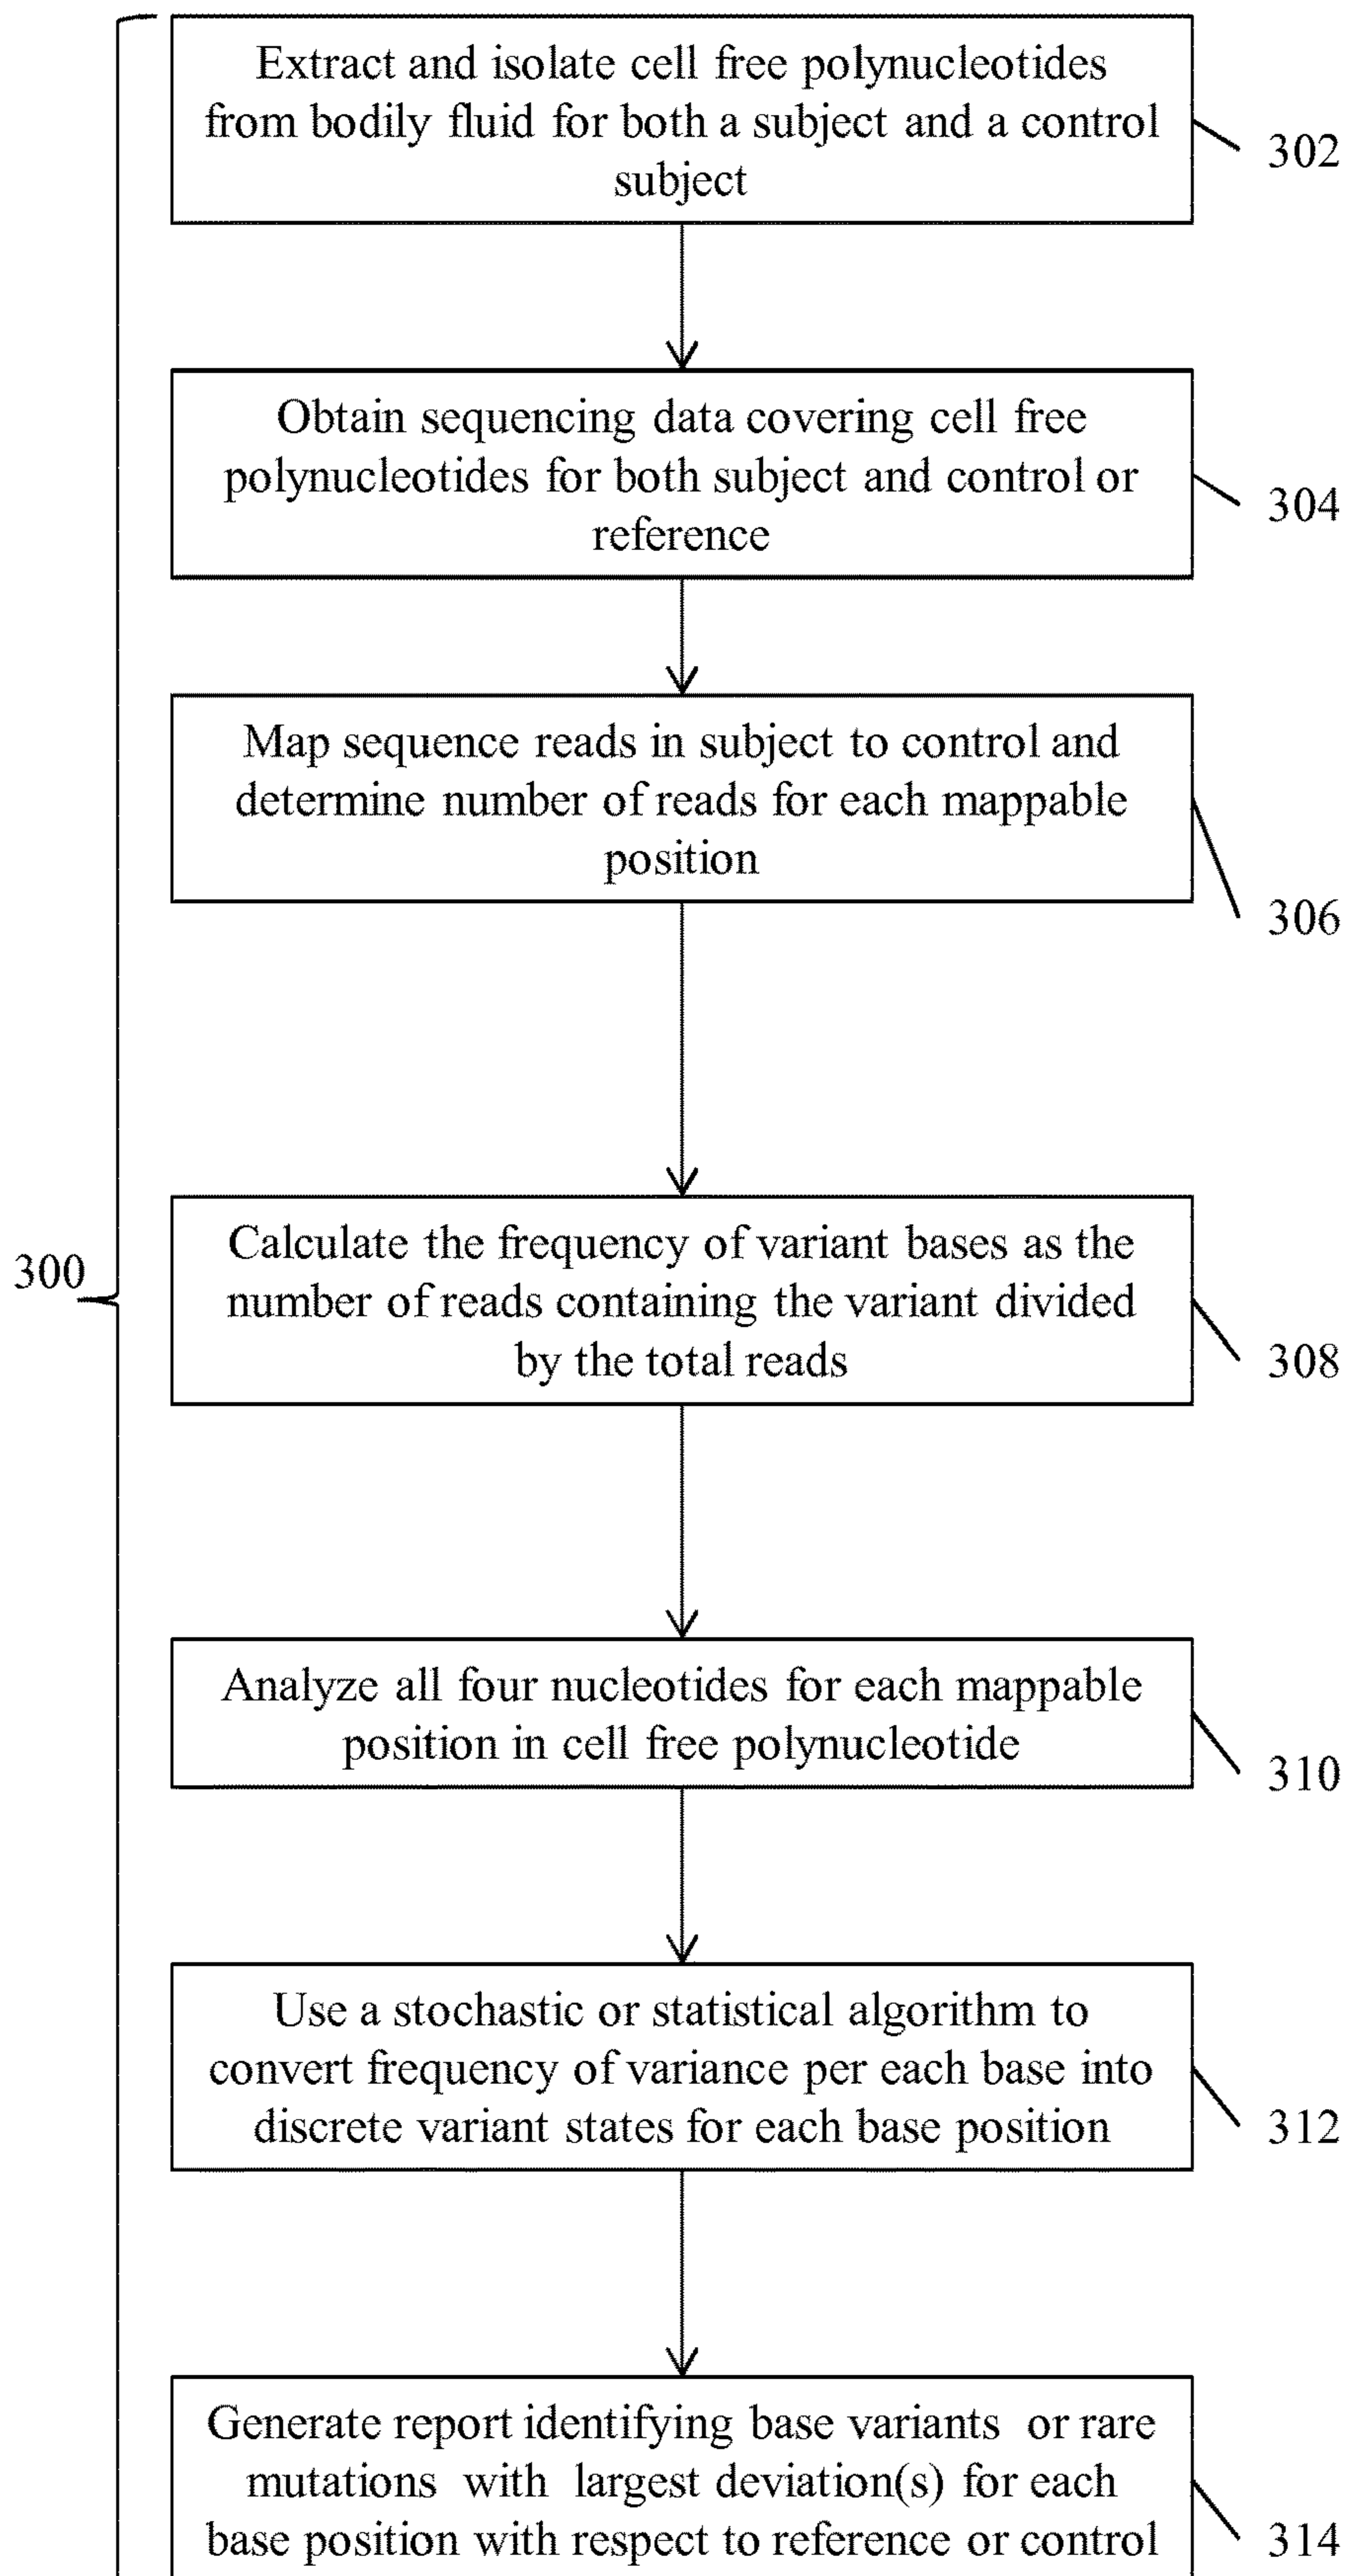 Extract and isolate cell free polynucleotides
from bodily fluid for both a subject and a control
subject
302
Obtain sequencing data covering cell free
polynucleotides for both subject and control or
reference
304
Map sequence reads in subject to control and
determine number of reads for each mappable
position
306
300
Calculate the frequency of variant bases as the
number of reads containing the variant divided
by the total reads
308
Analyze all four nucleotides for each mappable
position in cell free polynucleotide
310
Use a stochastic or statistical algorithm to
convert frequency of variance per each base into
discrete variant states for each base position
312
Generate report identifying base variants or rare
mutations with largest deviation(s) for each
base position with respect to reference or control
314